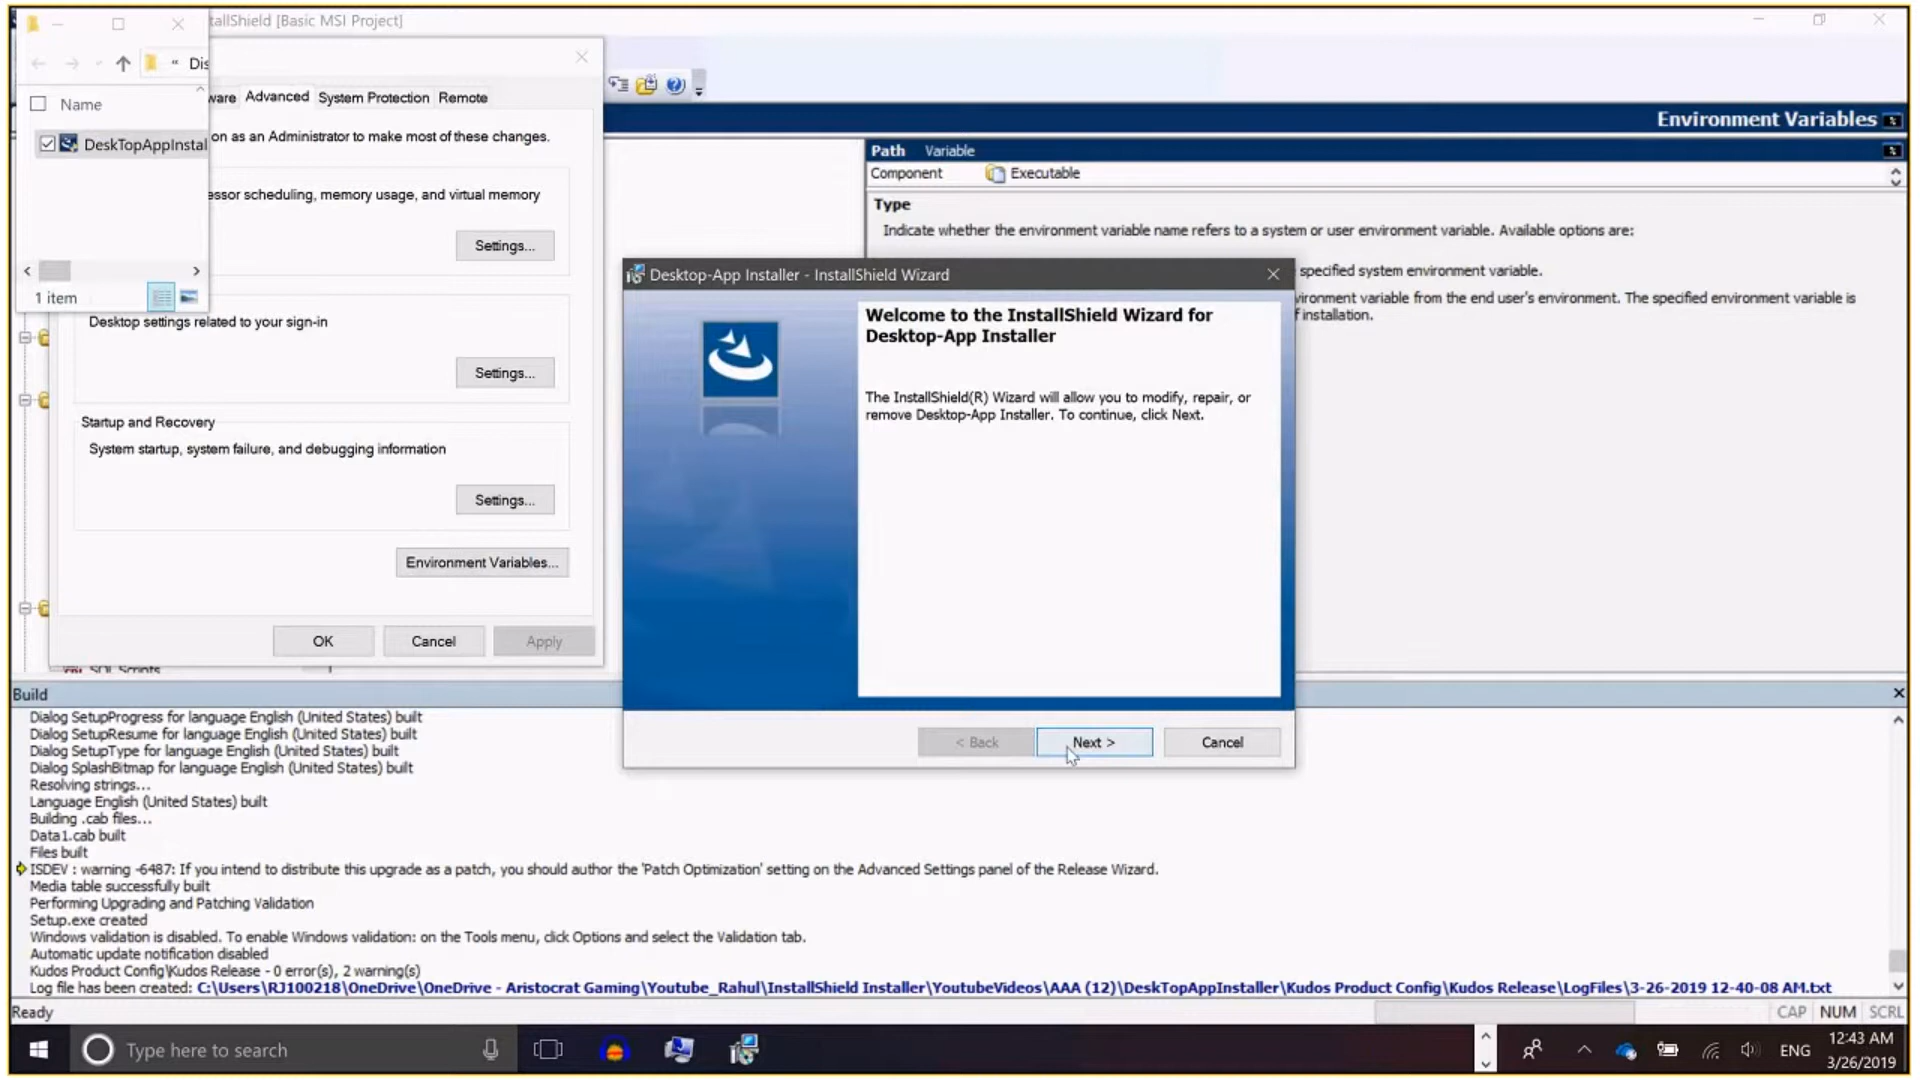 tallShield [Basic MSI Project]
« Dis
Name
DeskTopAppInstal
1 item
ware Advanced System Protection Remote
on as an Administrator to make most of these changes.
essor scheduling, memory usage, and virtual memory
Settings...
Desktop settings related to your sign-in
Settings...
Startup and Recovery
System startup, system failure, and debugging information
Settings...
Environment Variables...
OK Cancel Apply
SQL Scripts
Environment Variables
Path Variable
Component Executable
Type
Indicate whether the environment variable name refers to a system or user environment variable. Available options are:
specified system environment variable.
vironment variable from the end user's environment. The specified environment variable is
f installation.
Desktop-App Installer - InstallShield Wizard
Welcome to the InstallShield Wizard for
Desktop-App Installer
The InstallShield(R) Wizard will allow you to modify, repair, or
remove Desktop-App Installer. To continue, click Next.
< Back Next > Cancel
Build
Dialog SetupProgress for language English (United States) built
Dialog SetupResume for language English (United States) built
Dialog SetupType for language English (United States) built
Dialog SplashBitmap for language English (United States) built
Resolving strings...
Language English (United States) built
Building .cab files...
Data1.cab built
Files built
ISDEV : warning -6487: If you intend to distribute this upgrade as a patch, you should author the 'Patch Optimization' setting on the Advanced Settings panel of the Release Wizard.
Media table successfully built
Performing Upgrading and Patching Validation
Setup.exe created
Windows validation is disabled. To enable Windows validation: on the Tools menu, click Options and select the Validation tab.
Automatic update notification disabled
Kudos Product Config\Kudos Release - 0 error(s), 2 warning(s)
Log file has been created: C:\Users\RJ100218\OneDrive\OneDrive - Aristocrat Gaming\Youtube_Rahul\InstallShield Installer\YoutubeVideos\AAA (12)\DeskTopAppInstaller\Kudos Product Config\Kudos Release\LogFiles\3-26-2019 12-40-08 AM.txt
Ready CAP NUM SCRL
Type here to search ENG 12:43 AM
3/26/2019